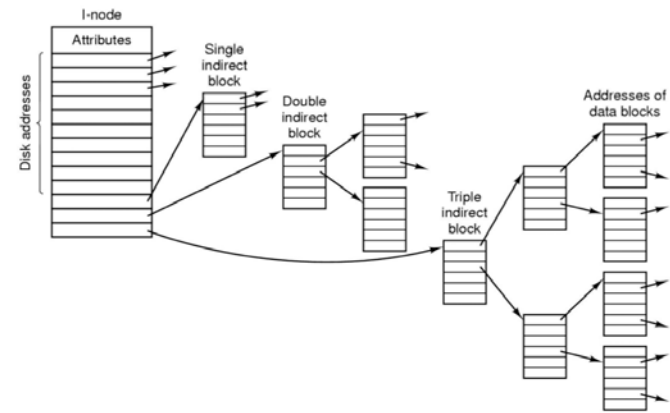 I-node
Attributes
Disk addresses
Single
indirect
block
Double
indirect
block
Triple
indirect
block
Addresses of
data blocks